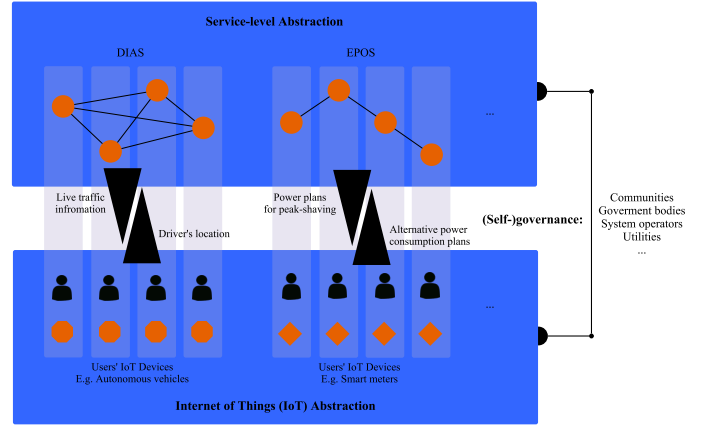 Service-level Abstraction
DIAS
EPOS
...
Live traffic
infromation
Driver's location
Power plans
for peak-shaving
Alternative power
consumption plans
(Self-)governance:
Communities
Goverment bodies
System operators
Utilities
...
...
Users' IoT Devices
E.g. Autonomous vehicles
Users' IoT Devices
E.g. Smart meters
Internet of Things (IoT) Abstraction